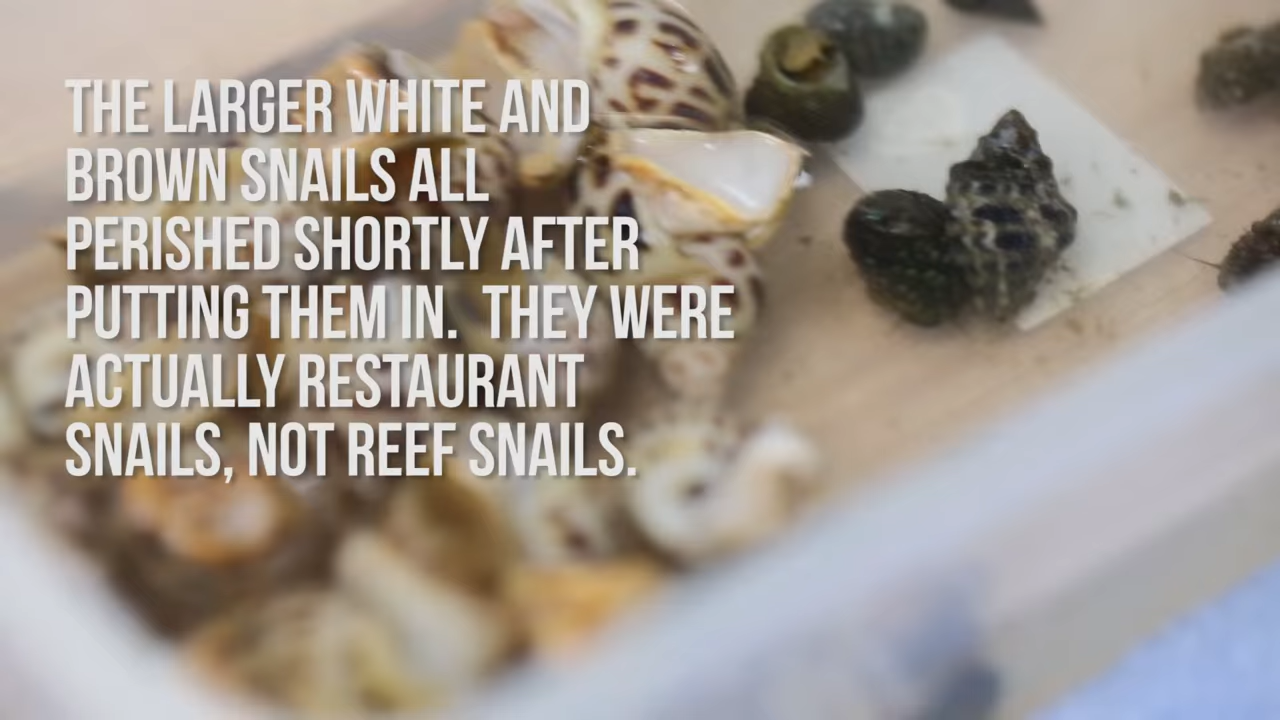 THE LARGER WHITE AND
BROWN SNAILS ALL
PERISHED SHORTLY AFTER
PUTTING THEM IN.  THEY WERE
ACTUALLY RESTAURANT
SNAILS, NOT REEF SNAILS.